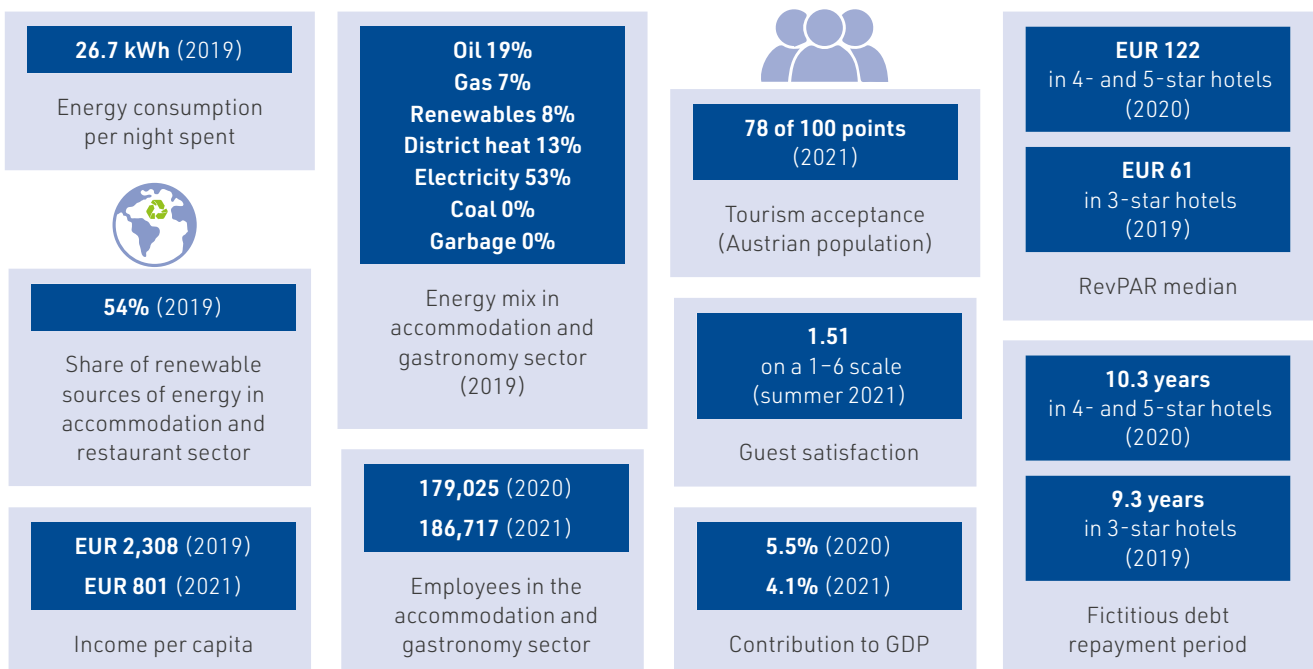 26.7 kWh (2019)
Energy consumption
per night spent
54% (2019)
Share of renewable
sources of energy in
accommodation and
restaurant sector
EUR 2,308 (2019)
EUR 801 (2021)
Income per capita
Oil 19%
Gas 7%
Renewables 8%
District heat 13%
Electricity 53%
Coal 0%
Garbage 0%
Energy mix in
accommodation and
gastronomy sector
(2019)
179,025 (2020)
186,717 (2021)
Employees in the
accommodation and
gastronomy sector
78 of 100 points
(2021)
Tourism acceptance
(Austrian population)
1.51
on a 1–6 scale
(summer 2021)
Guest satisfaction
5.5% (2020)
4.1% (2021)
Contribution to GDP
EUR 122
in 4- and 5-star hotels
(2020)
EUR 61
in 3-star hotels
(2019)
RevPAR median
10.3 years
in 4- and 5-star hotels
(2020)
9.3 years
in 3-star hotels
(2019)
Fictitious debt
repayment period